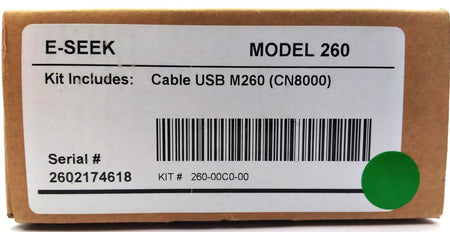 E-SEEK MODEL 260
Kit Includes: Cable USB M260 (CN8000)
Serial #
2602174618 KIT # 260-00C0-00